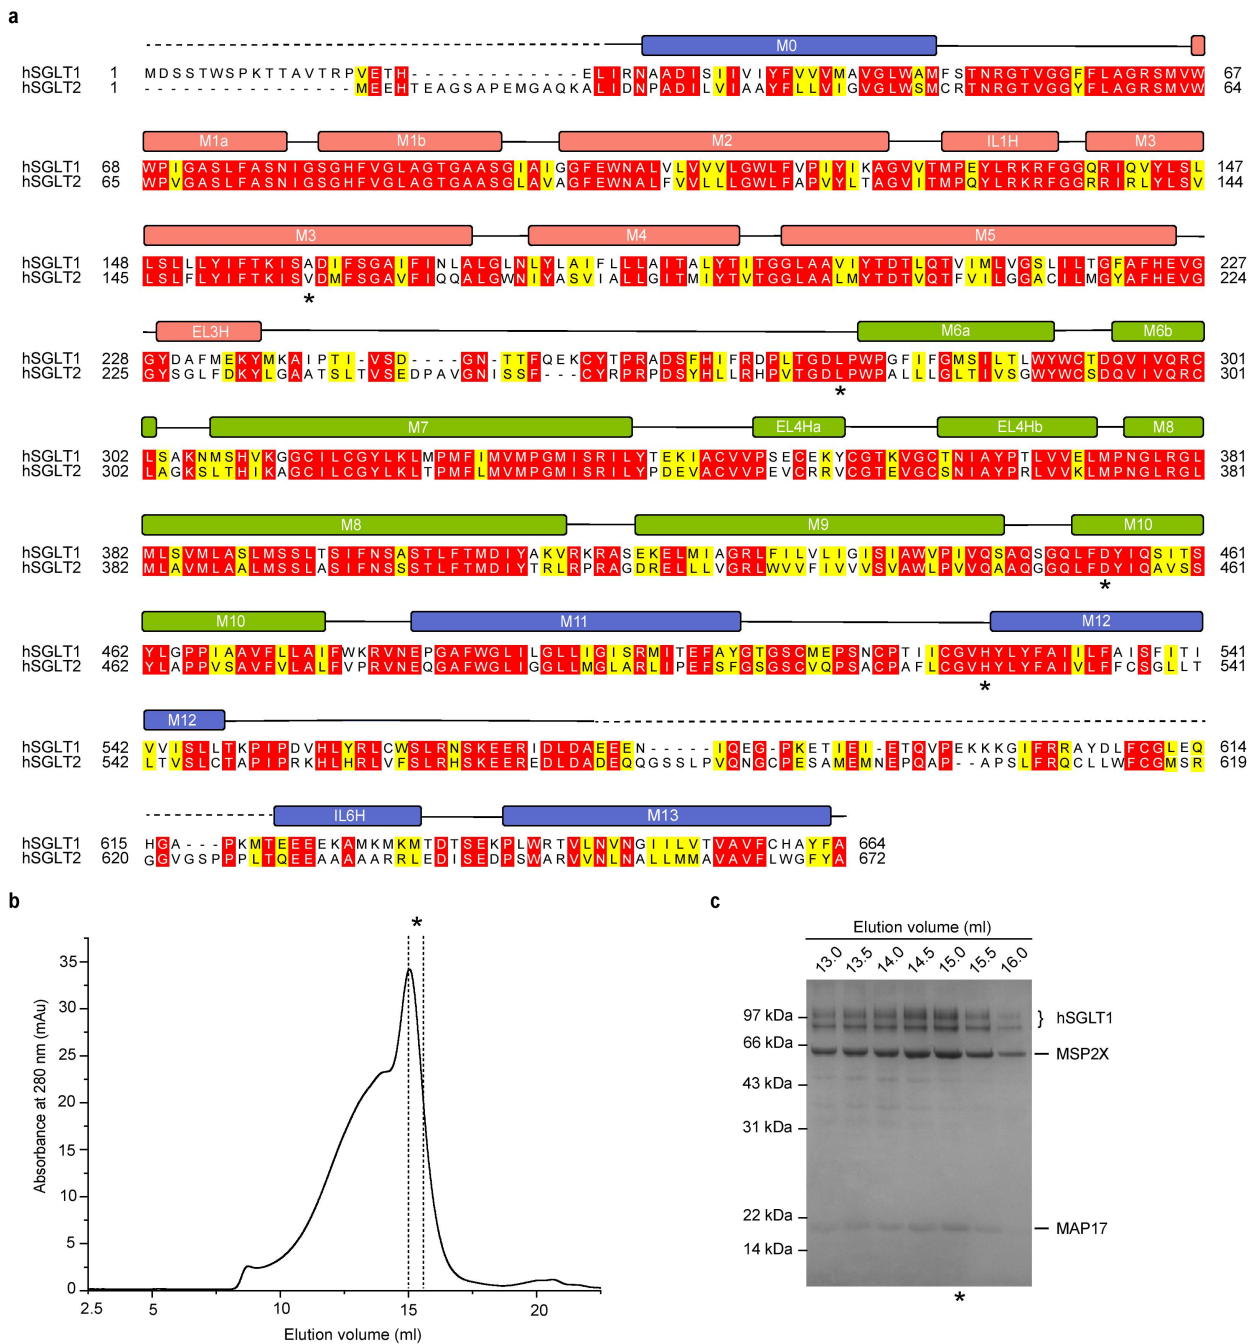 a
M0
hSGLT1 1 MDSSTWSPKTTAVTRPVETH-------------ELIRNAADISIIVIYFVVVMAVGLWAMFSTNRGTVGGFFLAGRSMVW 67
hSGLT2 1 ----------------MEEHTEAGSAPEMGAQKALIDNPADILVIAAYFLLVIGVGLWSMCRTNRGTVGGYFLAGRSMVW 64
M1a M1b M2 IL1H M3
hSGLT1 68 WPIGASLFASNIGSGHFVGLAGTGAASGIAIGGFEWNALVLVVVLGWLFVPIYIKAGVVTMPEYLRKRFGGQRIQVYLSL 147
hSGLT2 65 WPVGASLFASNIGSGHFVGLAGTGAASGLAVAGFEWNALFVVLLLGWLFAPVYLTAGVITMPQYLRKRFGGRRIRLYLSV 144
M3 M4 M5
hSGLT1 148 LSLLLYIFTKISADIFSGAIFINLALGLNLYLAIFLLLAITALYTITGGLAAVIYTDTLQTVIMLVGSLILTGFAFHEVG 227
hSGLT2 145 LSLFLYIFTKISVDMFSGAVFIQQALGWNIYASVIALLGITMIYTVTGGLAALMYTDTVQTFVILGGACILMGYAFHEVG 224
*
EL3H M6a M6b
hSGLT1 228 GYDAFMEKYMKAIPTI-VSD----GN-TTFQEKCYTPRADSFHIFRDPLTGDLPWPGFIFGMSILTLWYWCTDQVIVQRC 301
hSGLT2 225 GYSGLFDKYLGAATSLTVSEDPAVGNISSF---CYRPRPDSYHLLRHPVTGDLPWPALLLGLTIVSGWYWCSDQVIVQRC 301
*
M7 EL4Ha EL4Hb M8
hSGLT1 302 LSAKNMSHVKGGCILCGYLKLMPMFIMVMPGMISRILYTEKIACVVPSECEKYCGTKVGCTNIAYPTLVVELMPNGLRGL 381
hSGLT2 302 LAGKSLTHIKAGCILCGYLKLTPMFLMVMPGMISRILYPDEVACVVPEVCRRVCGTEVGCSNIAYPRLVVKLMPNGLRGL 381
M8 M9 M10
hSGLT1 382 MLSVMLASLMSSLTSIFNSASTLFTMDIYAKVRKRASEKELMIAGRLFILVLIGISIAWVPIVQSAQSGQLFDYIQSITS 461
hSGLT2 382 MLAVMLAALMSSLASIFNSSSTLFTMDIYTRLRPRAGDRELLLVGRLWVVFIVVVSVAWLPVVQAAQGGQLFDYIQAVSS 461
*
M10 M11 M12
hSGLT1 462 YLGPPIAAVFLLAIFWKRVNEPGAFWGLILGLLIGISRMITEFAYGTGSCMEPSNCPTIICGVHYLYFAIILFAISFITI 541
hSGLT2 462 YLAPPVSAVFVLALFVPRVNEQGAFWGLIGGLLMGLARLIPEFSFGSGSCVQPSACPAFLCGVHYLYFAIVLFFCSGLLT 541
*
M12
hSGLT1 542 VVISLLTKPIPDVHLYRLCWSLRNSKEERIDLDAEEEN-----IQEG-PKETIEI-ETQVPEKKKGIFRRAYDLFCGLEQ 614
hSGLT2 542 LTVSLCTAPIPRKHLHRLVFSLRHSKEEREDLDADEQQGSSLPVQNGCPESAMEMNEPQAP--APSLFRQCLLWFCGMSR 619
IL6H M13
hSGLT1 615 HGA---PKMTEEEEKAMKMKMTDTSEKPLWRTVLNVNGIILVTVAVFCHAYFA 664
hSGLT2 620 GGVGSPPPLTQEEAAAAARRLEDISEDPSWARVVNLNALLMMAVAVFLWGFYA 672
b
*
Absorbance at 280 nm (mAu)
35
30
25
20
15
10
5
0
2.5 5 10 15 20
Elution volume (ml)
c
Elution volume (ml)
13.0 13.5 14.0 14.5 15.0 15.5 16.0
97 kDa } hSGLT1
66 kDa
MSP2X
43 kDa
31 kDa
22 kDa
MAP17
14 kDa
*